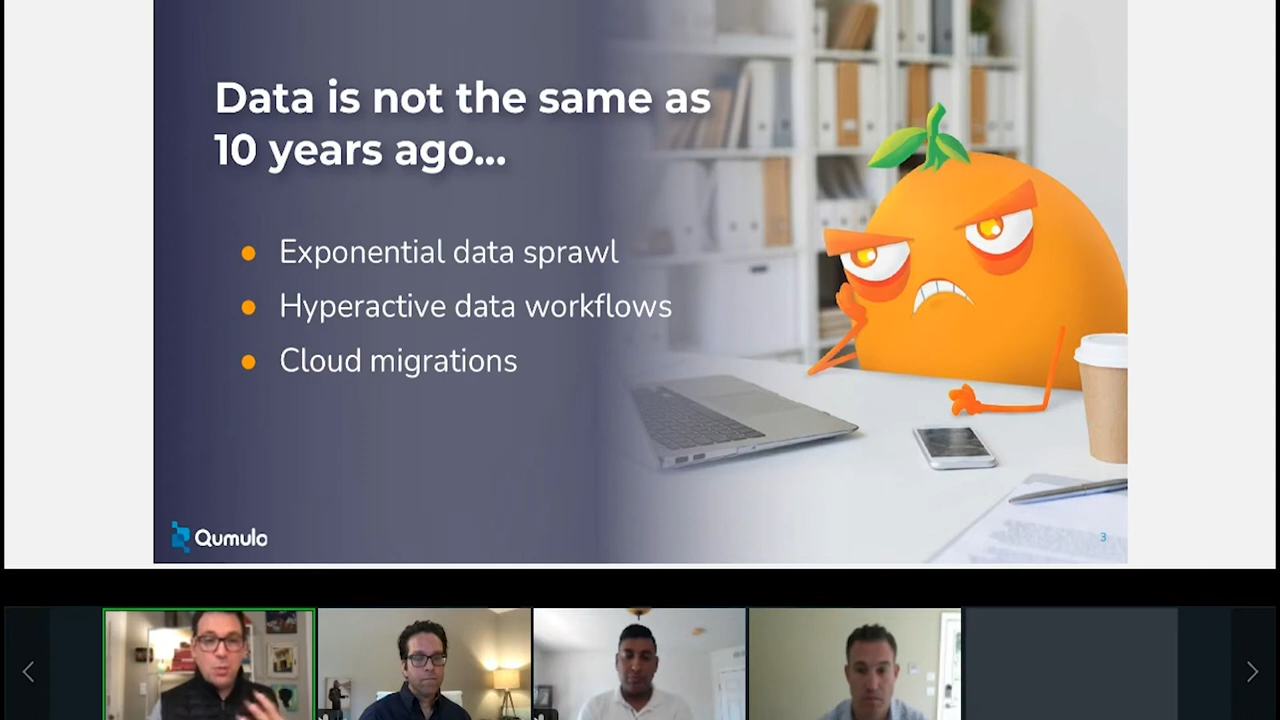 Data is not the same as
10 years ago...
Exponential data sprawl
Hyperactive data workflows
Cloud migrations
Qumulo
3